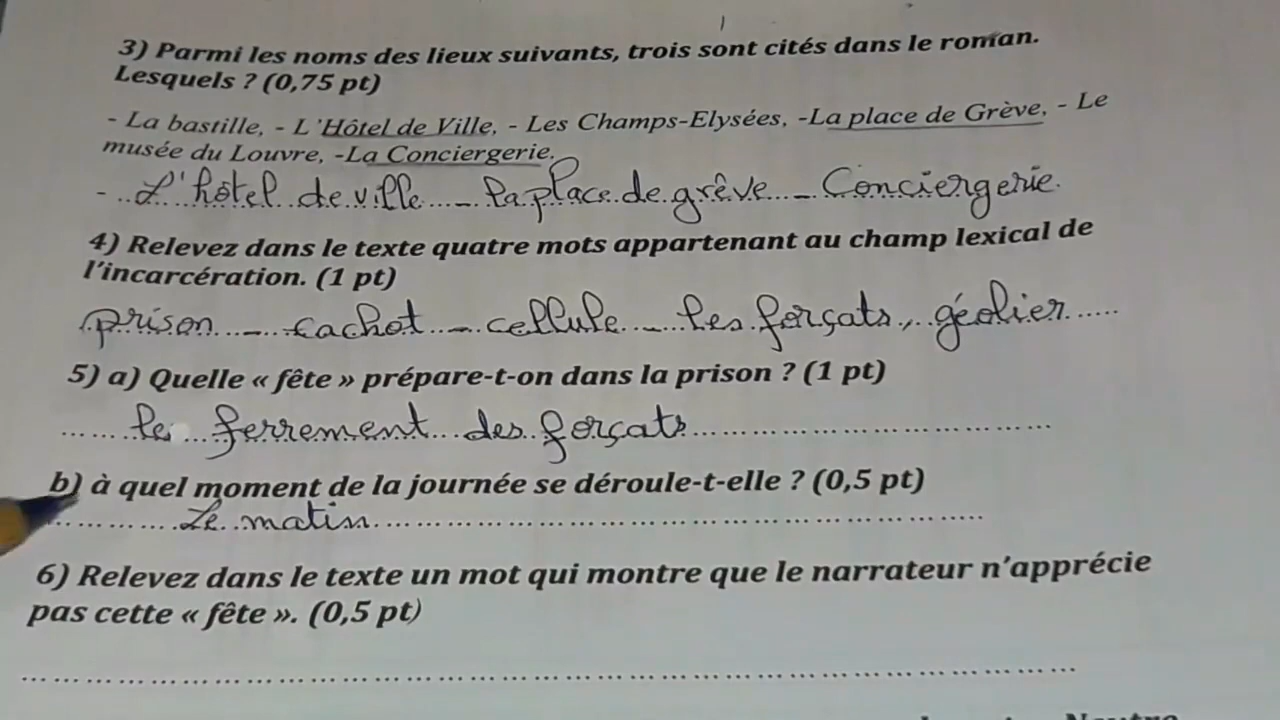 3) Parmi les noms des lieux suivants, trois sont cités dans le roman.
Lesquels ? (0,75 pt)
- La bastille, - L'Hôtel de Ville, - Les Champs-Elysées, -La place de Grève, - Le
musée du Louvre, -La Conciergerie.
- ..L'hôtel de ville...– la place de grêve...– Conciergerie.
4) Relevez dans le texte quatre mots appartenant au champ lexical de
l'incarcération. (1 pt)
prison...–..cachot..–..cellule..–..les forçats, géolier.....
5) a) Quelle « fête » prépare-t-on dans la prison ? (1 pt)
......le...ferrement...des forçats..............................
b) à quel moment de la journée se déroule-t-elle ? (0,5 pt)
............Le matin..................................................
6) Relevez dans le texte un mot qui montre que le narrateur n'apprécie
pas cette « fête ». (0,5 pt)
................................................................................